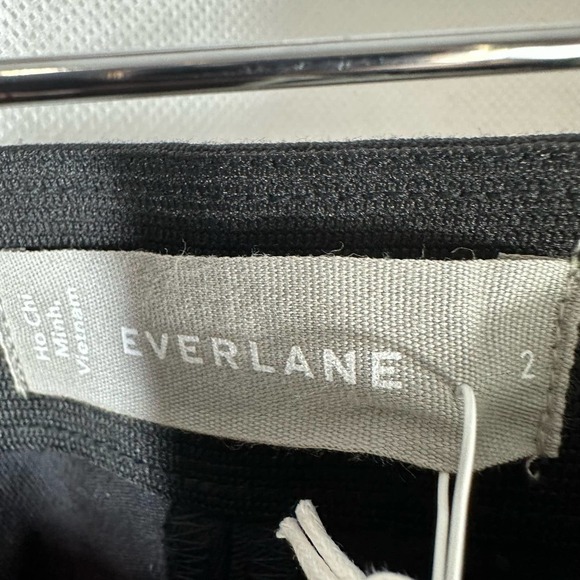 Ho Chi
Minh,
Vietnam
EVERLANE
2